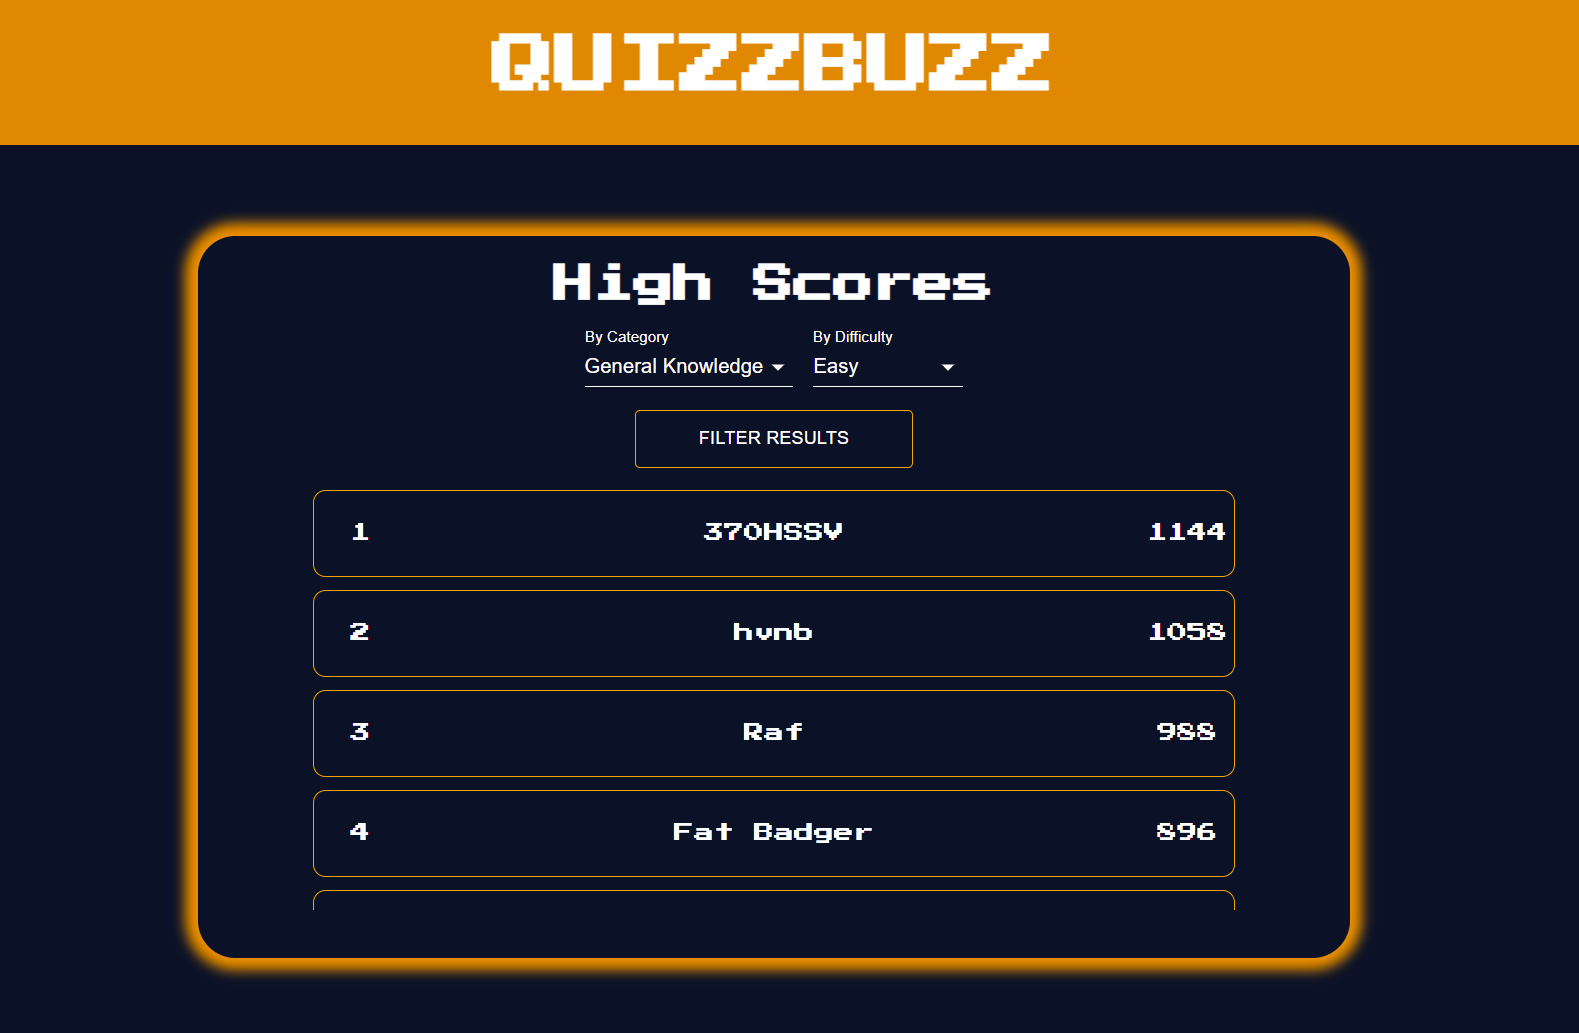 QUIZZBUZZ
High Scores
By Category By Difficulty
General Knowledge Easy
FILTER RESULTS
1 370HSSV 1144
2 hvnb 1058
3 Raf 988
4 Fat Badger 896